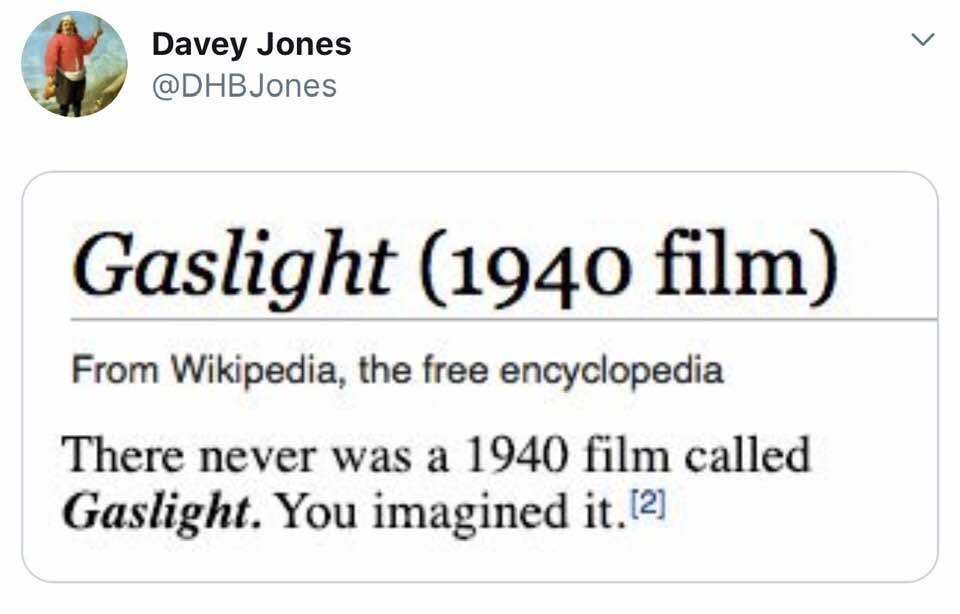 Davey Jones
@DHBJones
Gaslight (1940 film)
From Wikipedia, the free encyclopedia
There never was a 1940 film called
Gaslight. You imagined it.[2]